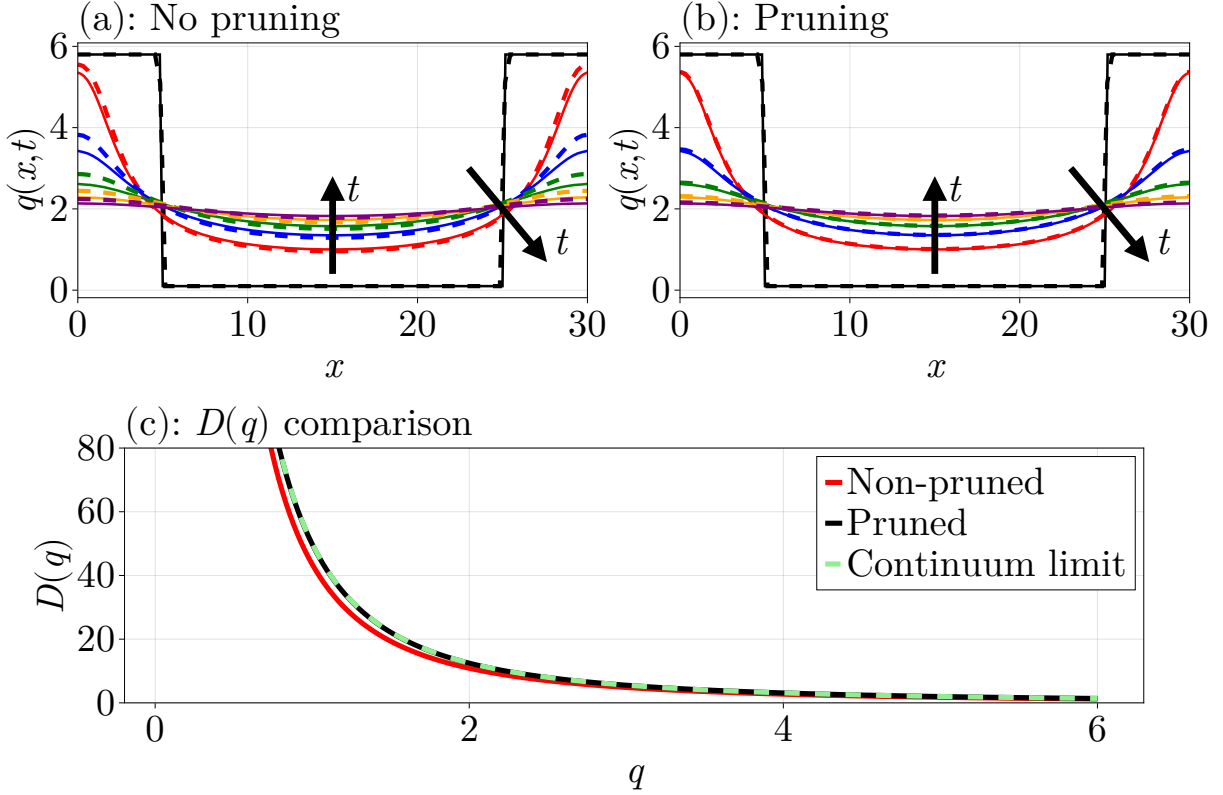 (a): No pruning
6
4
2
0
q(x,t)
t
t
0
10
20
30
x
(b): Pruning
6
4
2
0
q(x,t)
t
t
0
10
20
30
x
(c): D(q) comparison
80
60
40
20
0
D(q)
Non-pruned
Pruned
Continuum limit
0
2
4
6
q